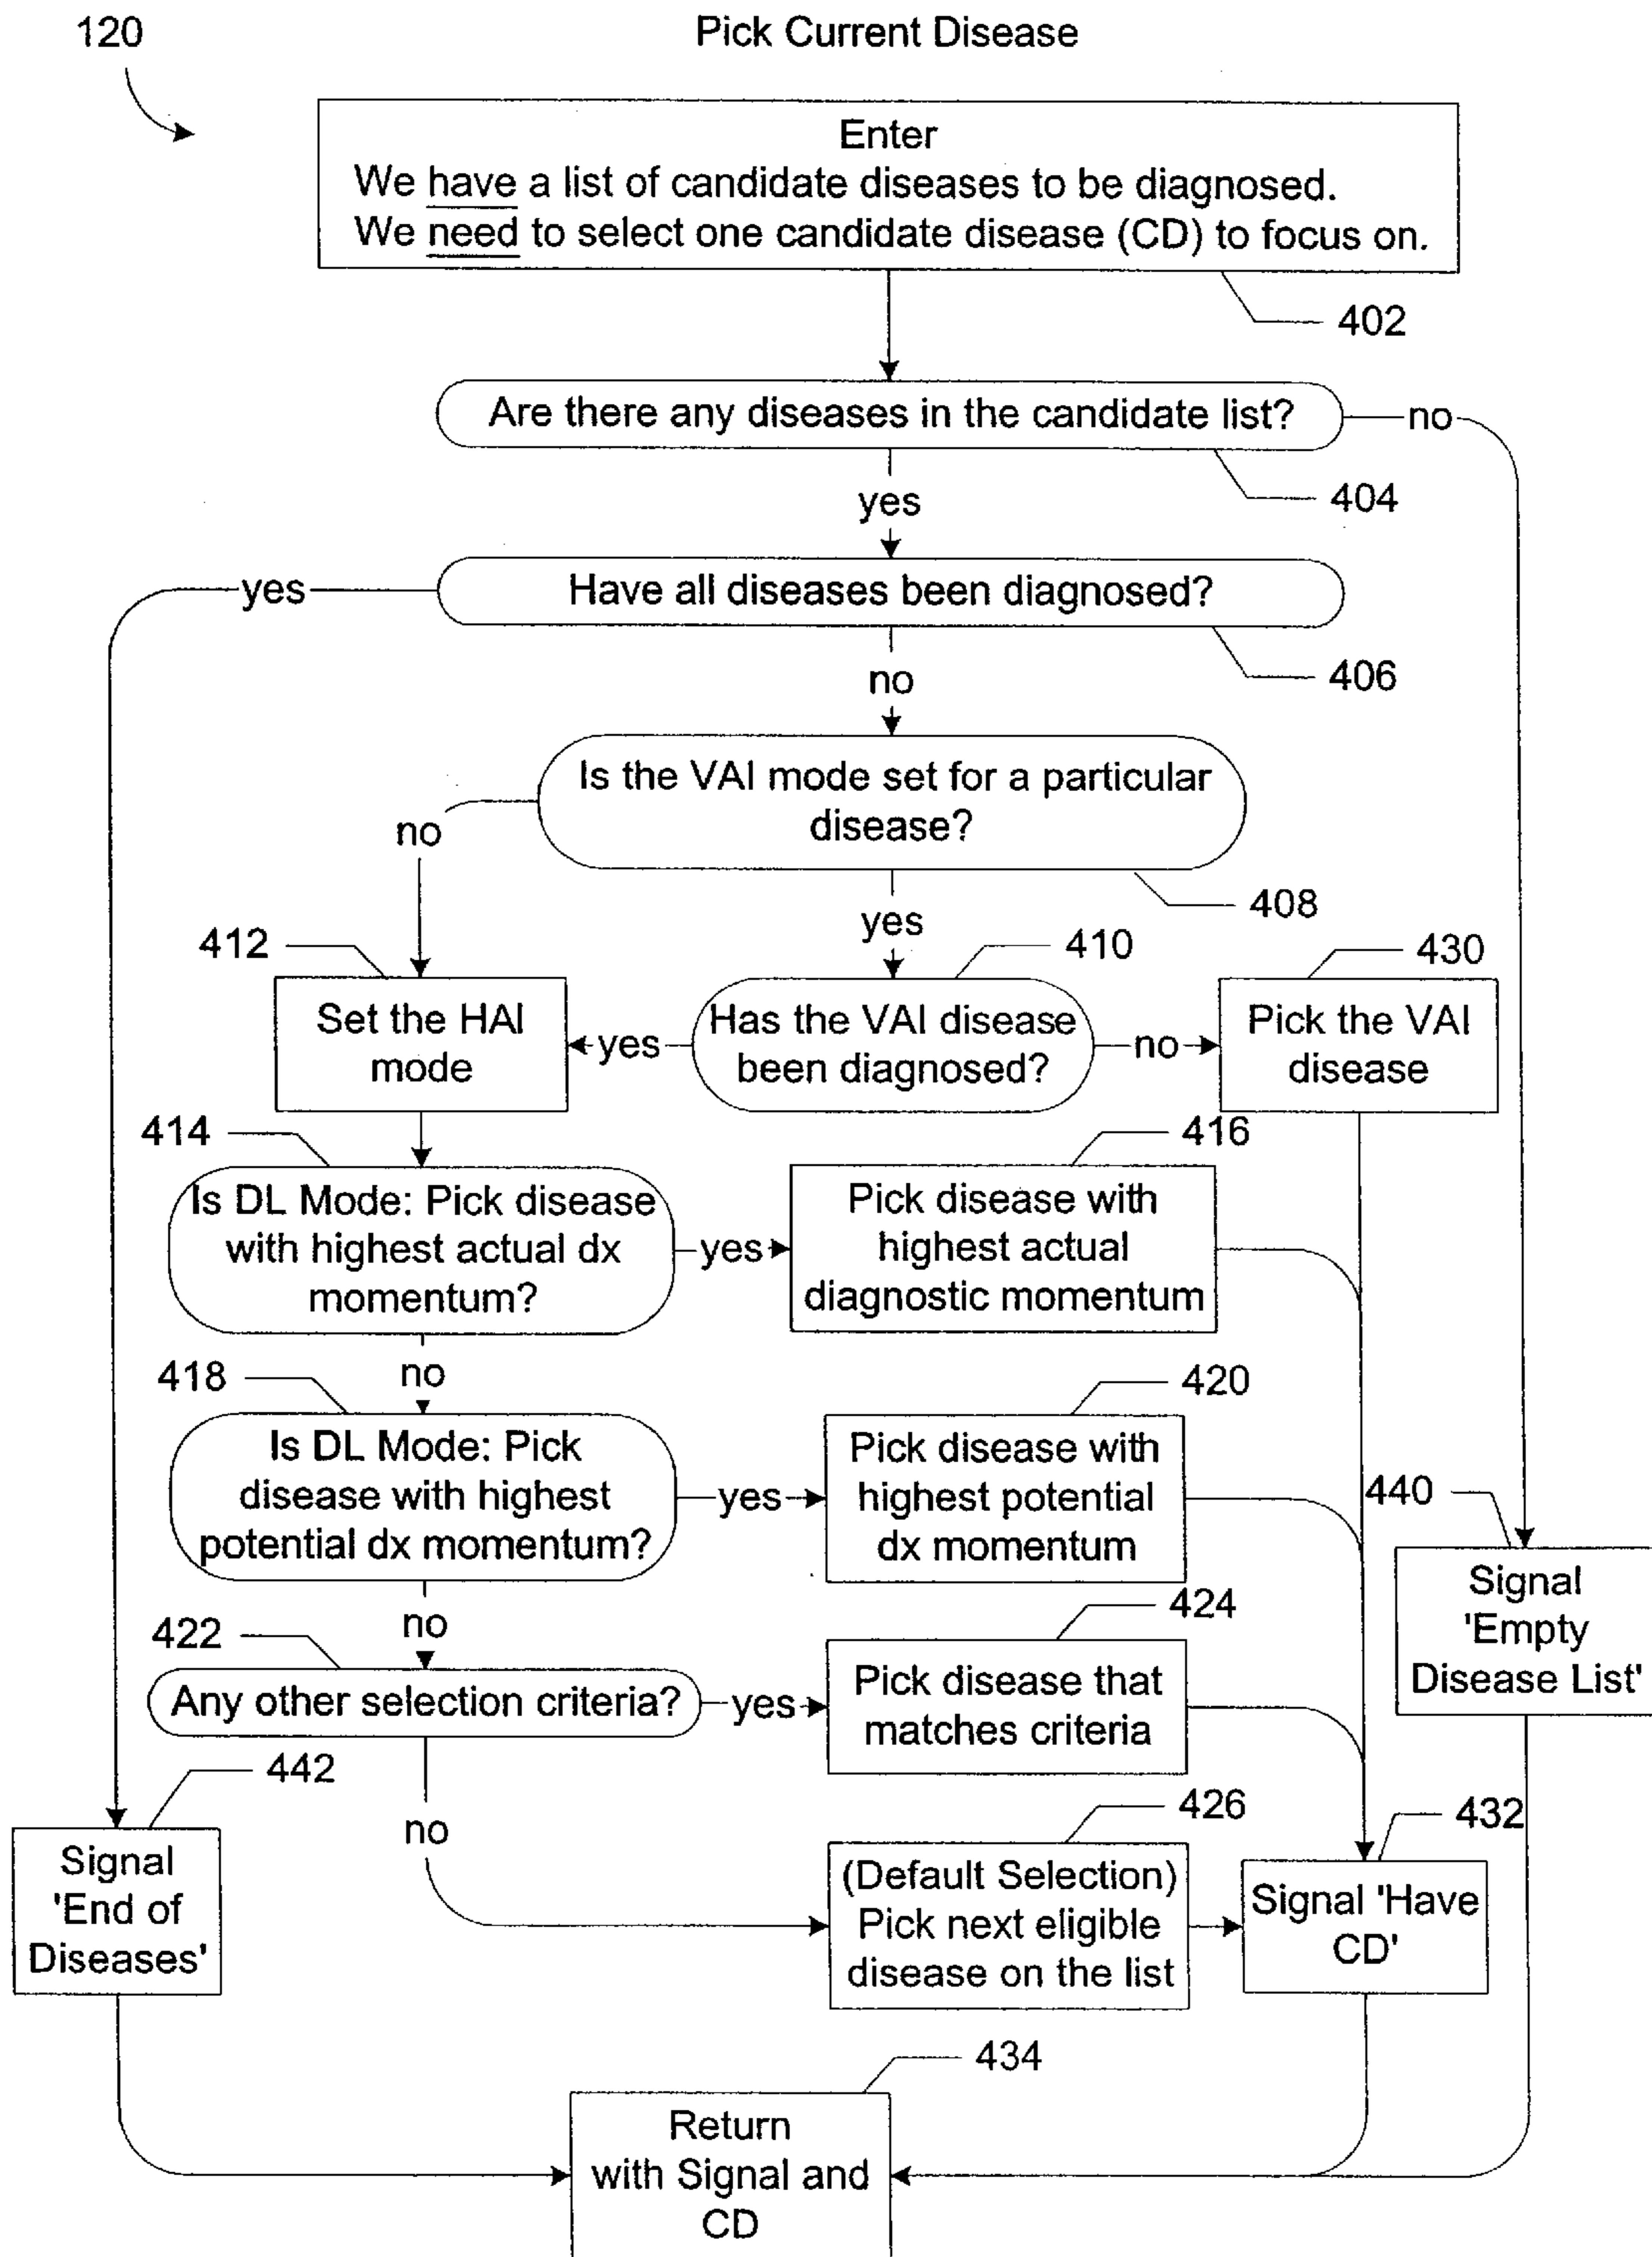 120
Pick Current Disease
Enter
We have a list of candidate diseases to be diagnosed.
We need to select one candidate disease (CD) to focus on.
402
Are there any diseases in the candidate list?
no
404
yes
Have all diseases been diagnosed?
yes
406
no
Is the VAI mode set for a particular
disease?
no
408
yes
412
410
430
Set the HAI
mode
yes
Has the VAI disease
been diagnosed?
no
Pick the VAI
disease
414
416
Is DL Mode: Pick disease
with highest actual dx
momentum?
yes
Pick disease with
highest actual
diagnostic momentum
no
418
420
Is DL Mode: Pick
disease with highest
potential dx momentum?
yes
Pick disease with
highest potential
dx momentum
440
Signal
'Empty
Disease List'
no
422
424
Any other selection criteria?
yes
Pick disease that
matches criteria
442
no
426
432
Signal
'End of
Diseases'
(Default Selection)
Pick next eligible
disease on the list
Signal 'Have
CD'
434
Return
with Signal and
CD